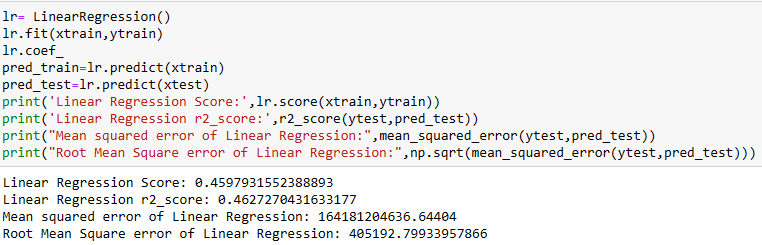 lr= LinearRegression()
lr.fit(xtrain,ytrain)
lr.coef_
pred_train=lr.predict(xtrain)
pred_test=lr.predict(xtest)
print('Linear Regression Score:',lr.score(xtrain,ytrain))
print('Linear Regression r2_score:',r2_score(ytest,pred_test))
print("Mean squared error of Linear Regression:",mean_squared_error(ytest,pred_test))
print("Root Mean Square error of Linear Regression:",np.sqrt(mean_squared_error(ytest,pred_test)))
Linear Regression Score: 0.4597931552388893
Linear Regression r2_score: 0.4627270431633177
Mean squared error of Linear Regression: 164181204636.64404
Root Mean Square error of Linear Regression: 405192.79933957866